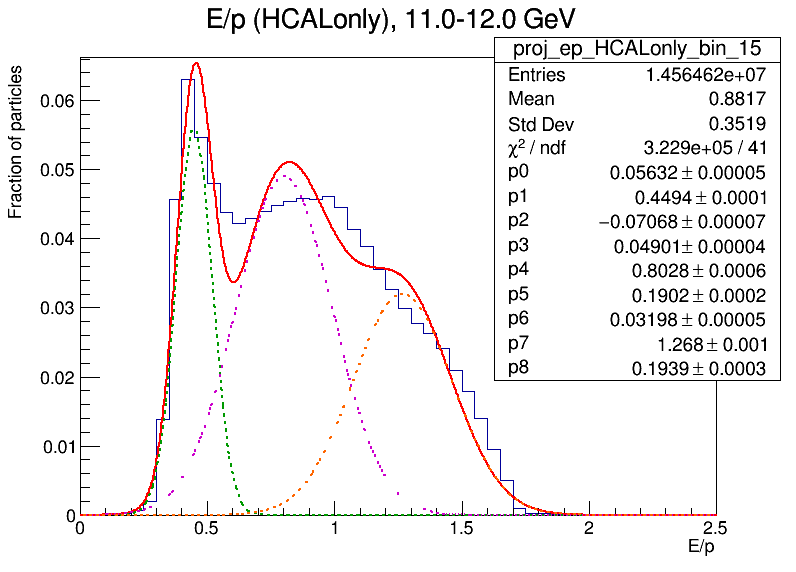 E/p (HCALonly), 11.0-12.0 GeV
proj_ep_HCALonly_bin_15
Entries 1.456462e+07
Mean 0.8817
Std Dev 0.3519
χ² / ndf 3.229e+05 / 41
p0 0.05632 ± 0.00005
p1 0.4494 ± 0.0001
p2 −0.07068 ± 0.00007
p3 0.04901 ± 0.00004
p4 0.8028 ± 0.0006
p5 0.1902 ± 0.0002
p6 0.03198 ± 0.00005
p7 1.268 ± 0.001
p8 0.1939 ± 0.0003
Fraction of particles
0.06
0.05
0.04
0.03
0.02
0.01
0
0 0.5 1 1.5 2 2.5
E/p